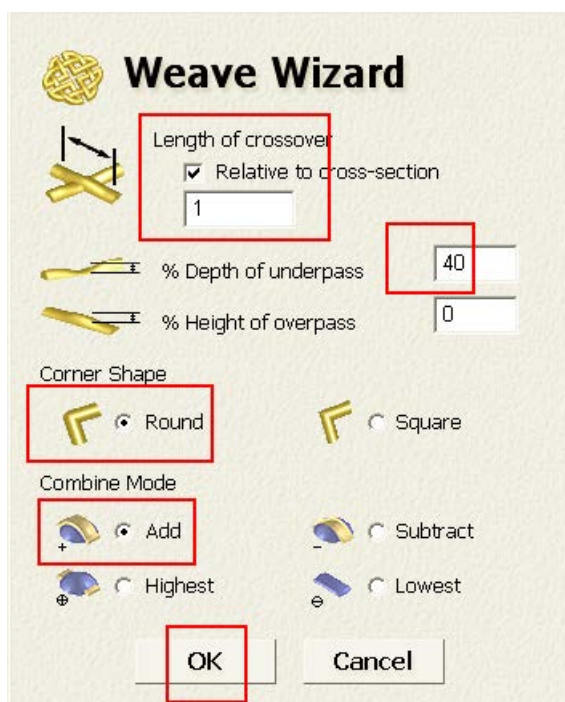 Weave Wizard
Length of crossover
Relative to cross-section
1
% Depth of underpass 40
% Height of overpass 0
Corner Shape
Round Square
Combine Mode
Add Subtract
Highest Lowest
OK Cancel